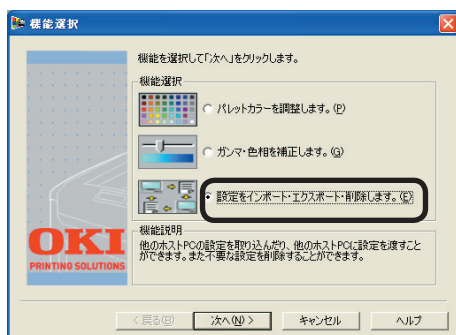 機能選択
機能を選択して「次へ」をクリックします。
機能選択
パレットカラーを調整します。(P)
ガンマ・色相を補正します。(G)
設定をインポート・エクスポート・削除します。(E)
機能説明
他のホストPCの設定を取り込んだり、他のホストPCに設定を渡すこと
ができます。また不要な設定を削除することができます。
OKI
PRINTING SOLUTIONS
< 戻る(B)
次へ(N) >
キャンセル
ヘルプ